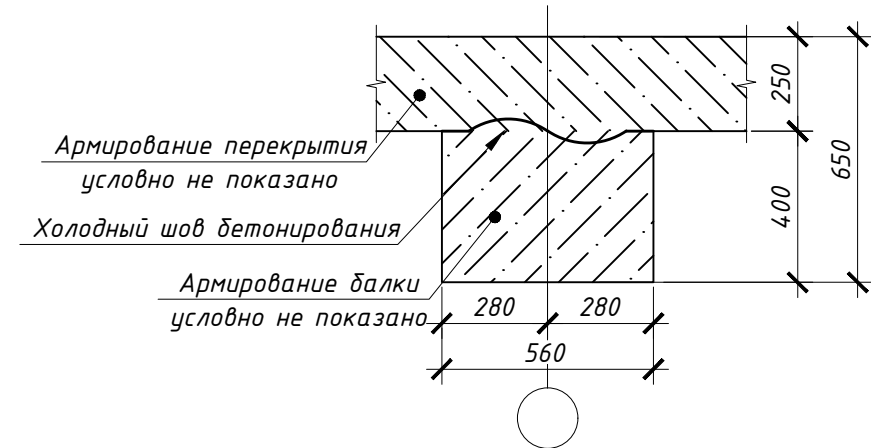 Армирование перекрытия
условно не показано
Холодный шов бетонирования
Армирование балки
условно не показано
250
400
650
280
280
560